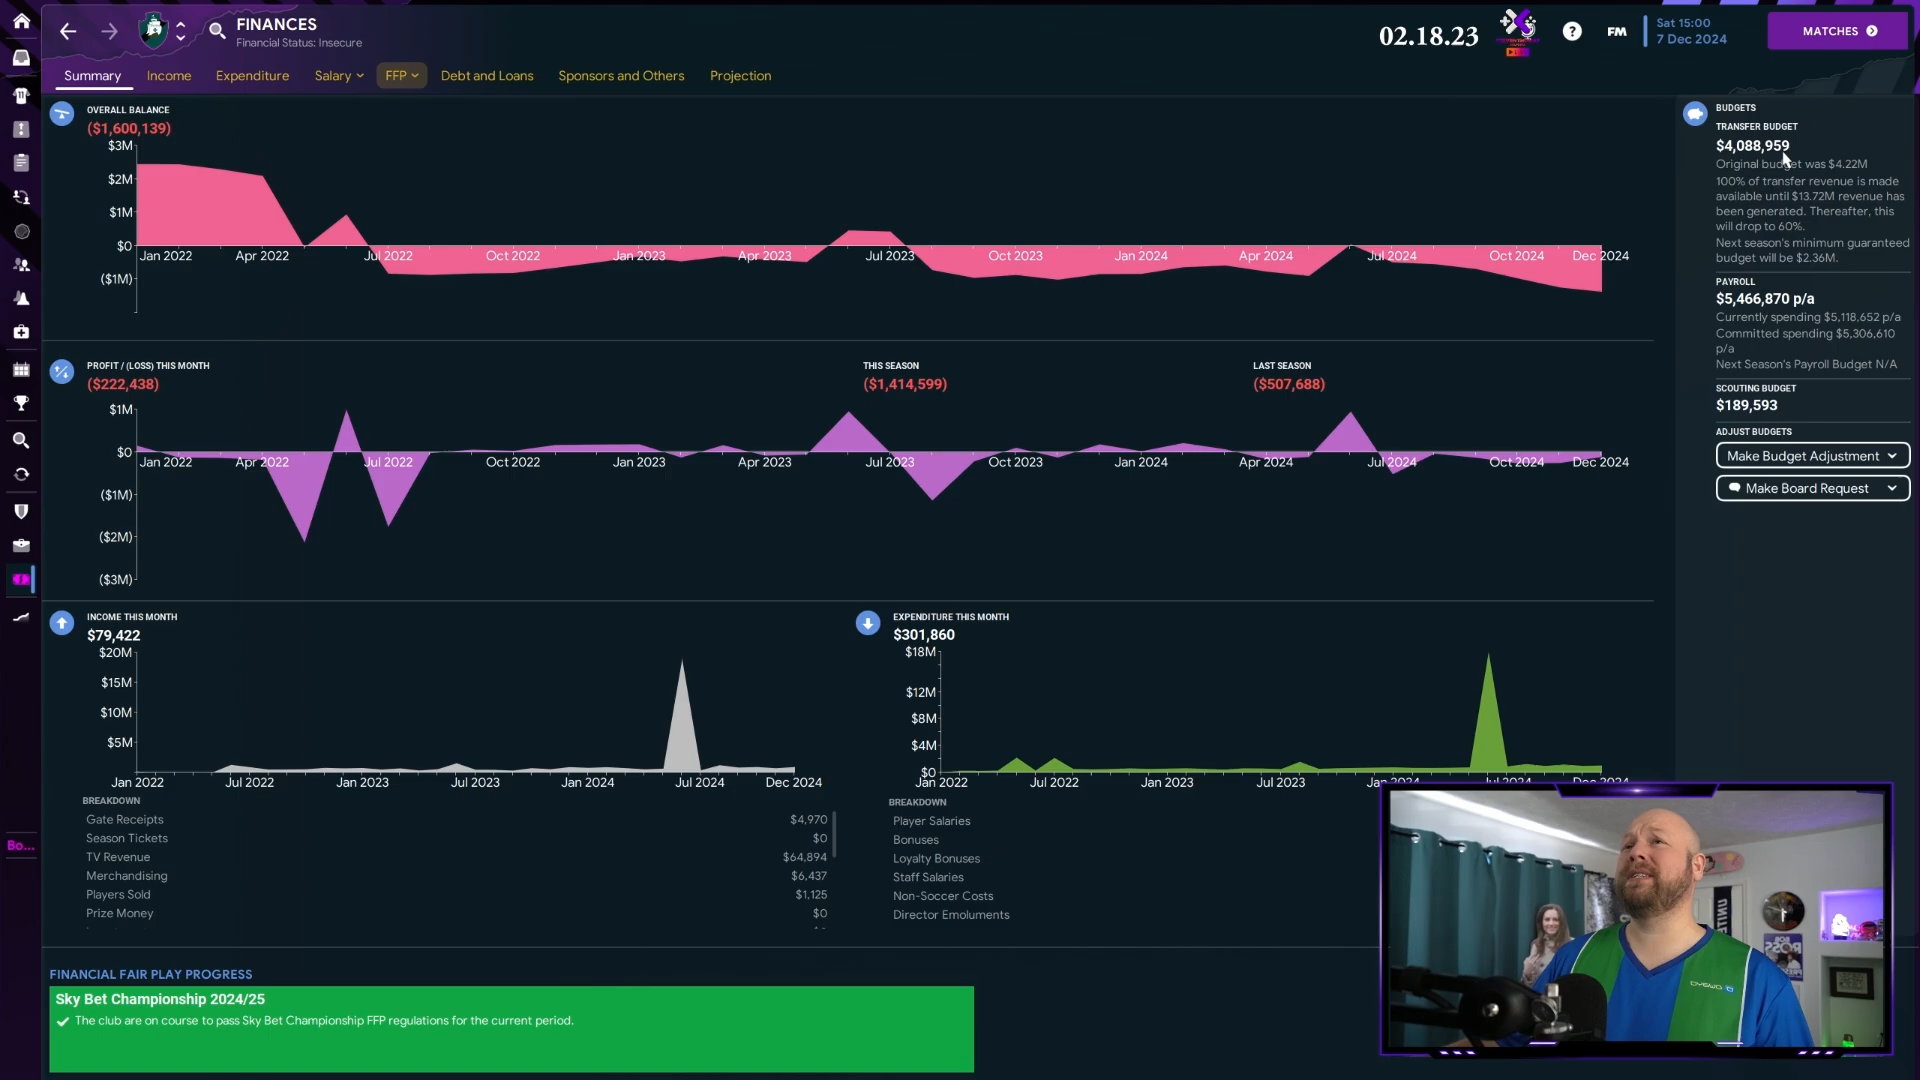 FINANCES
Financial Status: Insecure
02.18.23
FM
Sat 15:00
7 Dec 2024
MATCHES
Summary
Income
Expenditure
Salary
FFP
Debt and Loans
Sponsors and Others
Projection
OVERALL BALANCE
($1,600,139)
$3M
$2M
$1M
$0
($1M)
Jan 2022
Apr 2022
Jul 2022
Oct 2022
Jan 2023
Apr 2023
Jul 2023
Oct 2023
Jan 2024
Apr 2024
Jul 2024
Oct 2024
Dec 2024
PROFIT / (LOSS) THIS MONTH
($222,438)
THIS SEASON
($1,414,599)
LAST SEASON
($507,688)
$1M
$0
($1M)
($2M)
($3M)
Jan 2022
Apr 2022
Jul 2022
Oct 2022
Jan 2023
Apr 2023
Jul 2023
Oct 2023
Jan 2024
Apr 2024
Jul 2024
Oct 2024
Dec 2024
INCOME THIS MONTH
$79,422
$20M
$15M
$10M
$5M
Jan 2022
Jul 2022
Jan 2023
Jul 2023
Jan 2024
Jul 2024
Dec 2024
BREAKDOWN
Gate Receipts $4,970
Season Tickets $0
TV Revenue $64,894
Merchandising $6,437
Players Sold $1,125
Prize Money $0
EXPENDITURE THIS MONTH
$301,860
$18M
$12M
$8M
$4M
$0
Jan 2022
Jul 2022
Jan 2023
Jul 2023
Jan 2024
Jul 2024
Dec 2024
BREAKDOWN
Player Salaries
Bonuses
Loyalty Bonuses
Staff Salaries
Non-Soccer Costs
Director Emoluments
BUDGETS
TRANSFER BUDGET
$4,088,959
Original budget was $4.22M
100% of transfer revenue is made
available until $13.72M revenue has
been generated. Thereafter, this
will drop to 60%.
Next season's minimum guaranteed
budget will be $2.36M.
PAYROLL
$5,466,870 p/a
Currently spending $5,118,652 p/a
Committed spending $5,306,610
p/a
Next Season's Payroll Budget N/A
SCOUTING BUDGET
$189,593
ADJUST BUDGETS
Make Budget Adjustment
Make Board Request
Bo...
FINANCIAL FAIR PLAY PROGRESS
Sky Bet Championship 2024/25
The club are on course to pass Sky Bet Championship FFP regulations for the current period.
UNITE
BOB
ROSS